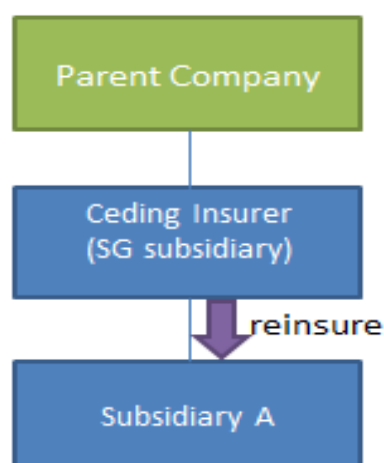 Parent Company
Ceding Insurer
(SG subsidiary)
reinsure
Subsidiary A